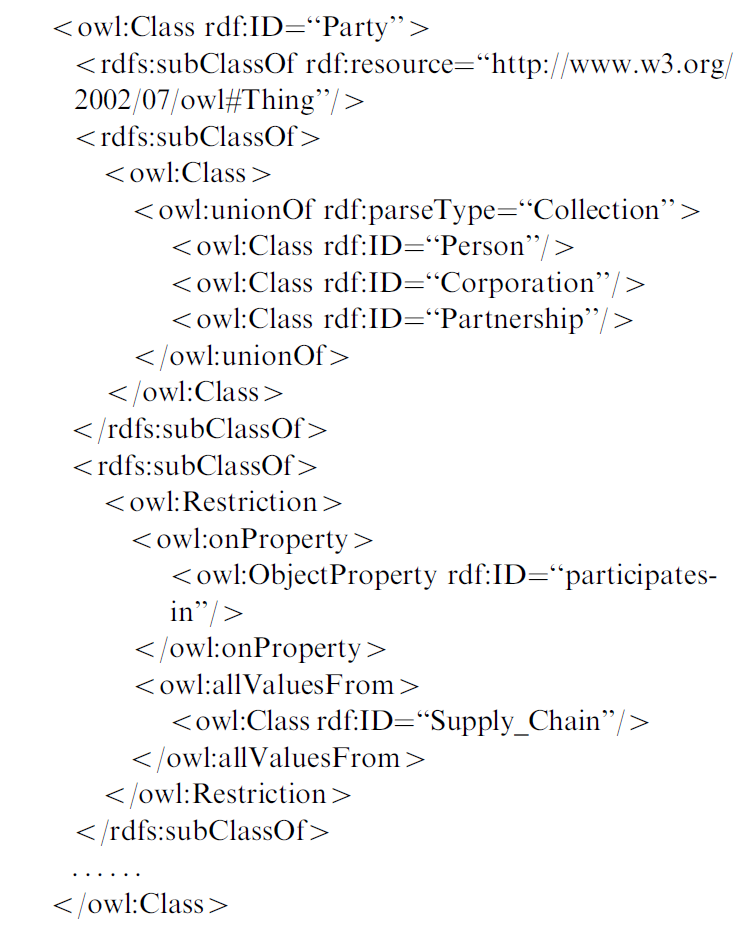 <owl:Class rdf:ID=“Party”>
<rdfs:subClassOf rdf:resource=“http://www.w3.org/
2002/07/owl#Thing”/>
<rdfs:subClassOf>
<owl:Class>
<owl:unionOf rdf:parseType=“Collection”>
<owl:Class rdf:ID=“Person”/>
<owl:Class rdf:ID=“Corporation”/>
<owl:Class rdf:ID=“Partnership”/>
</owl:unionOf>
</owl:Class>
</rdfs:subClassOf>
<rdfs:subClassOf>
<owl:Restriction>
<owl:onProperty>
<owl:ObjectProperty rdf:ID=“participates-
in”/>
</owl:onProperty>
<owl:allValuesFrom>
<owl:Class rdf:ID=“Supply_Chain”/>
</owl:allValuesFrom>
</owl:Restriction>
</rdfs:subClassOf>
......
</owl:Class>